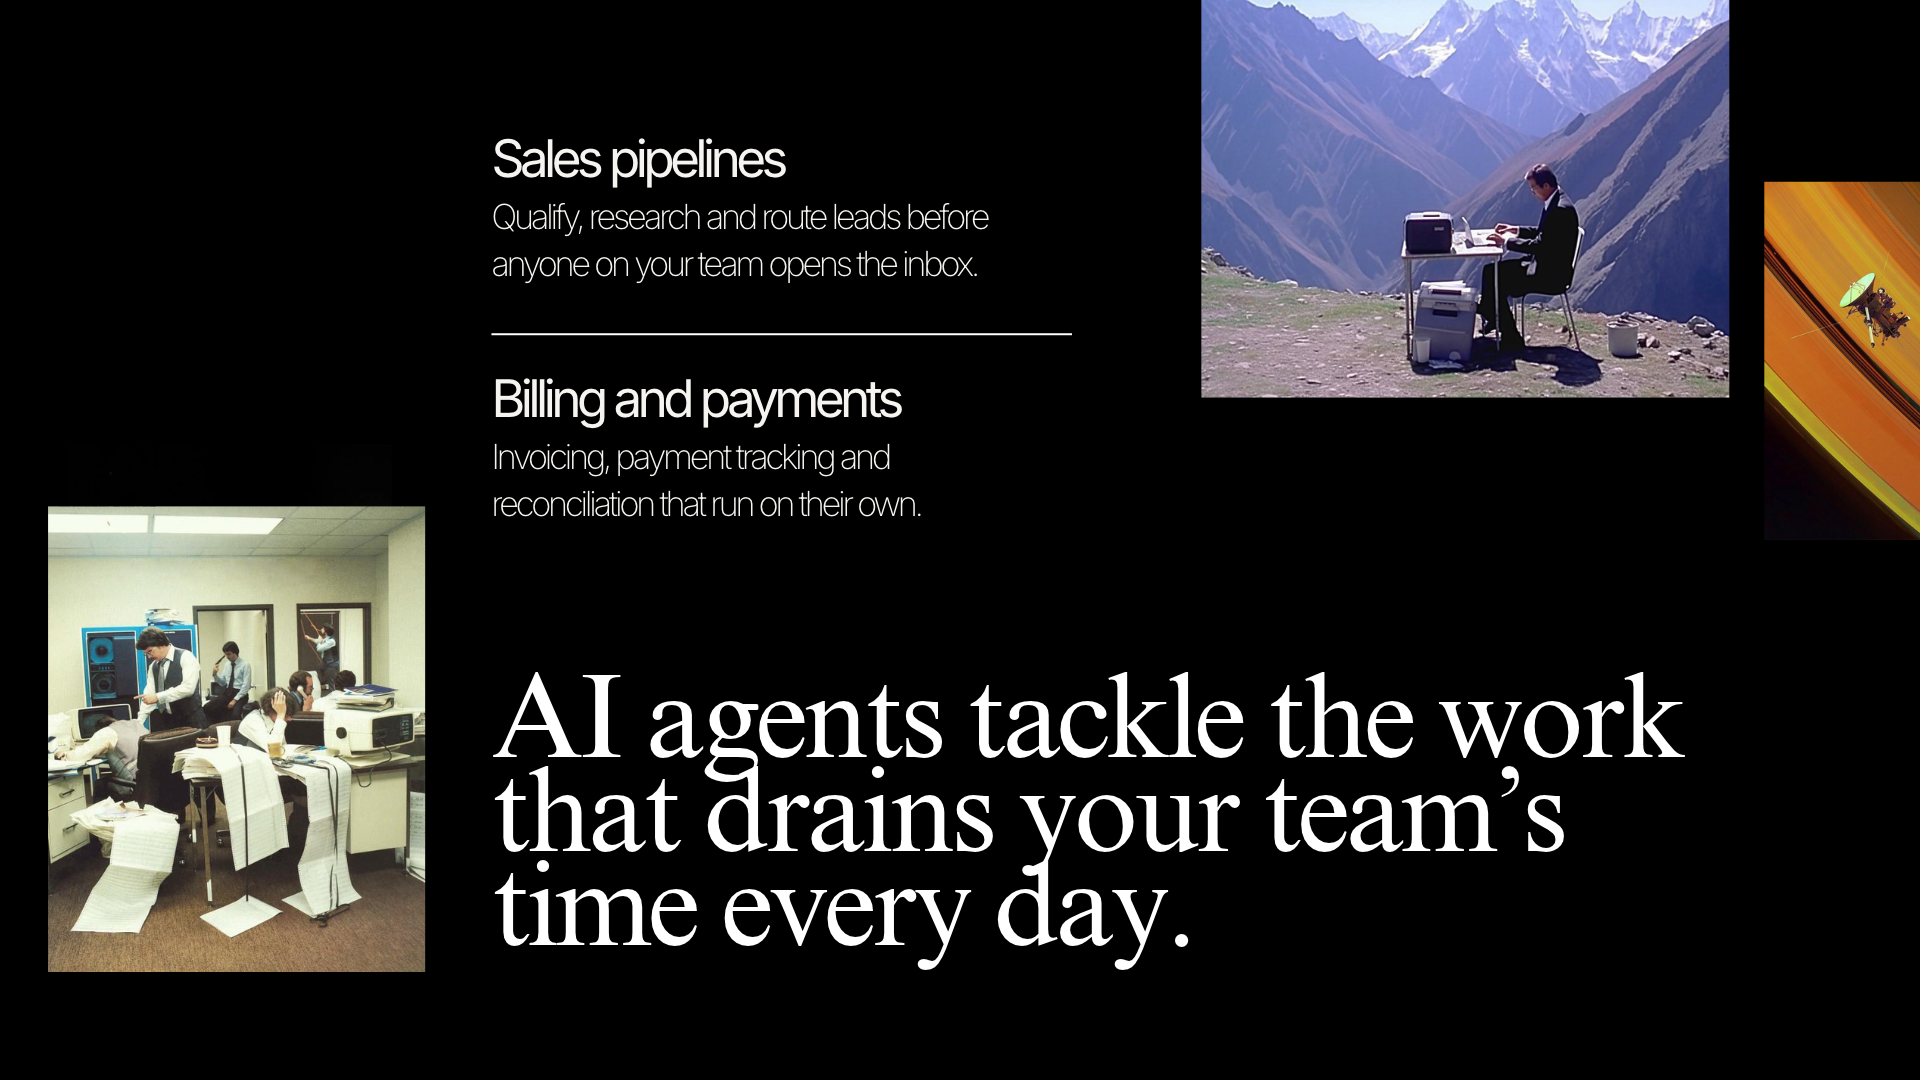 Sales pipelines
Qualify, research and route leads before
anyone on your team opens the inbox.
Billing and payments
Invoicing, payment tracking and
reconciliation that run on their own.
AI agents tackle the work
that drains your team’s
time every day.